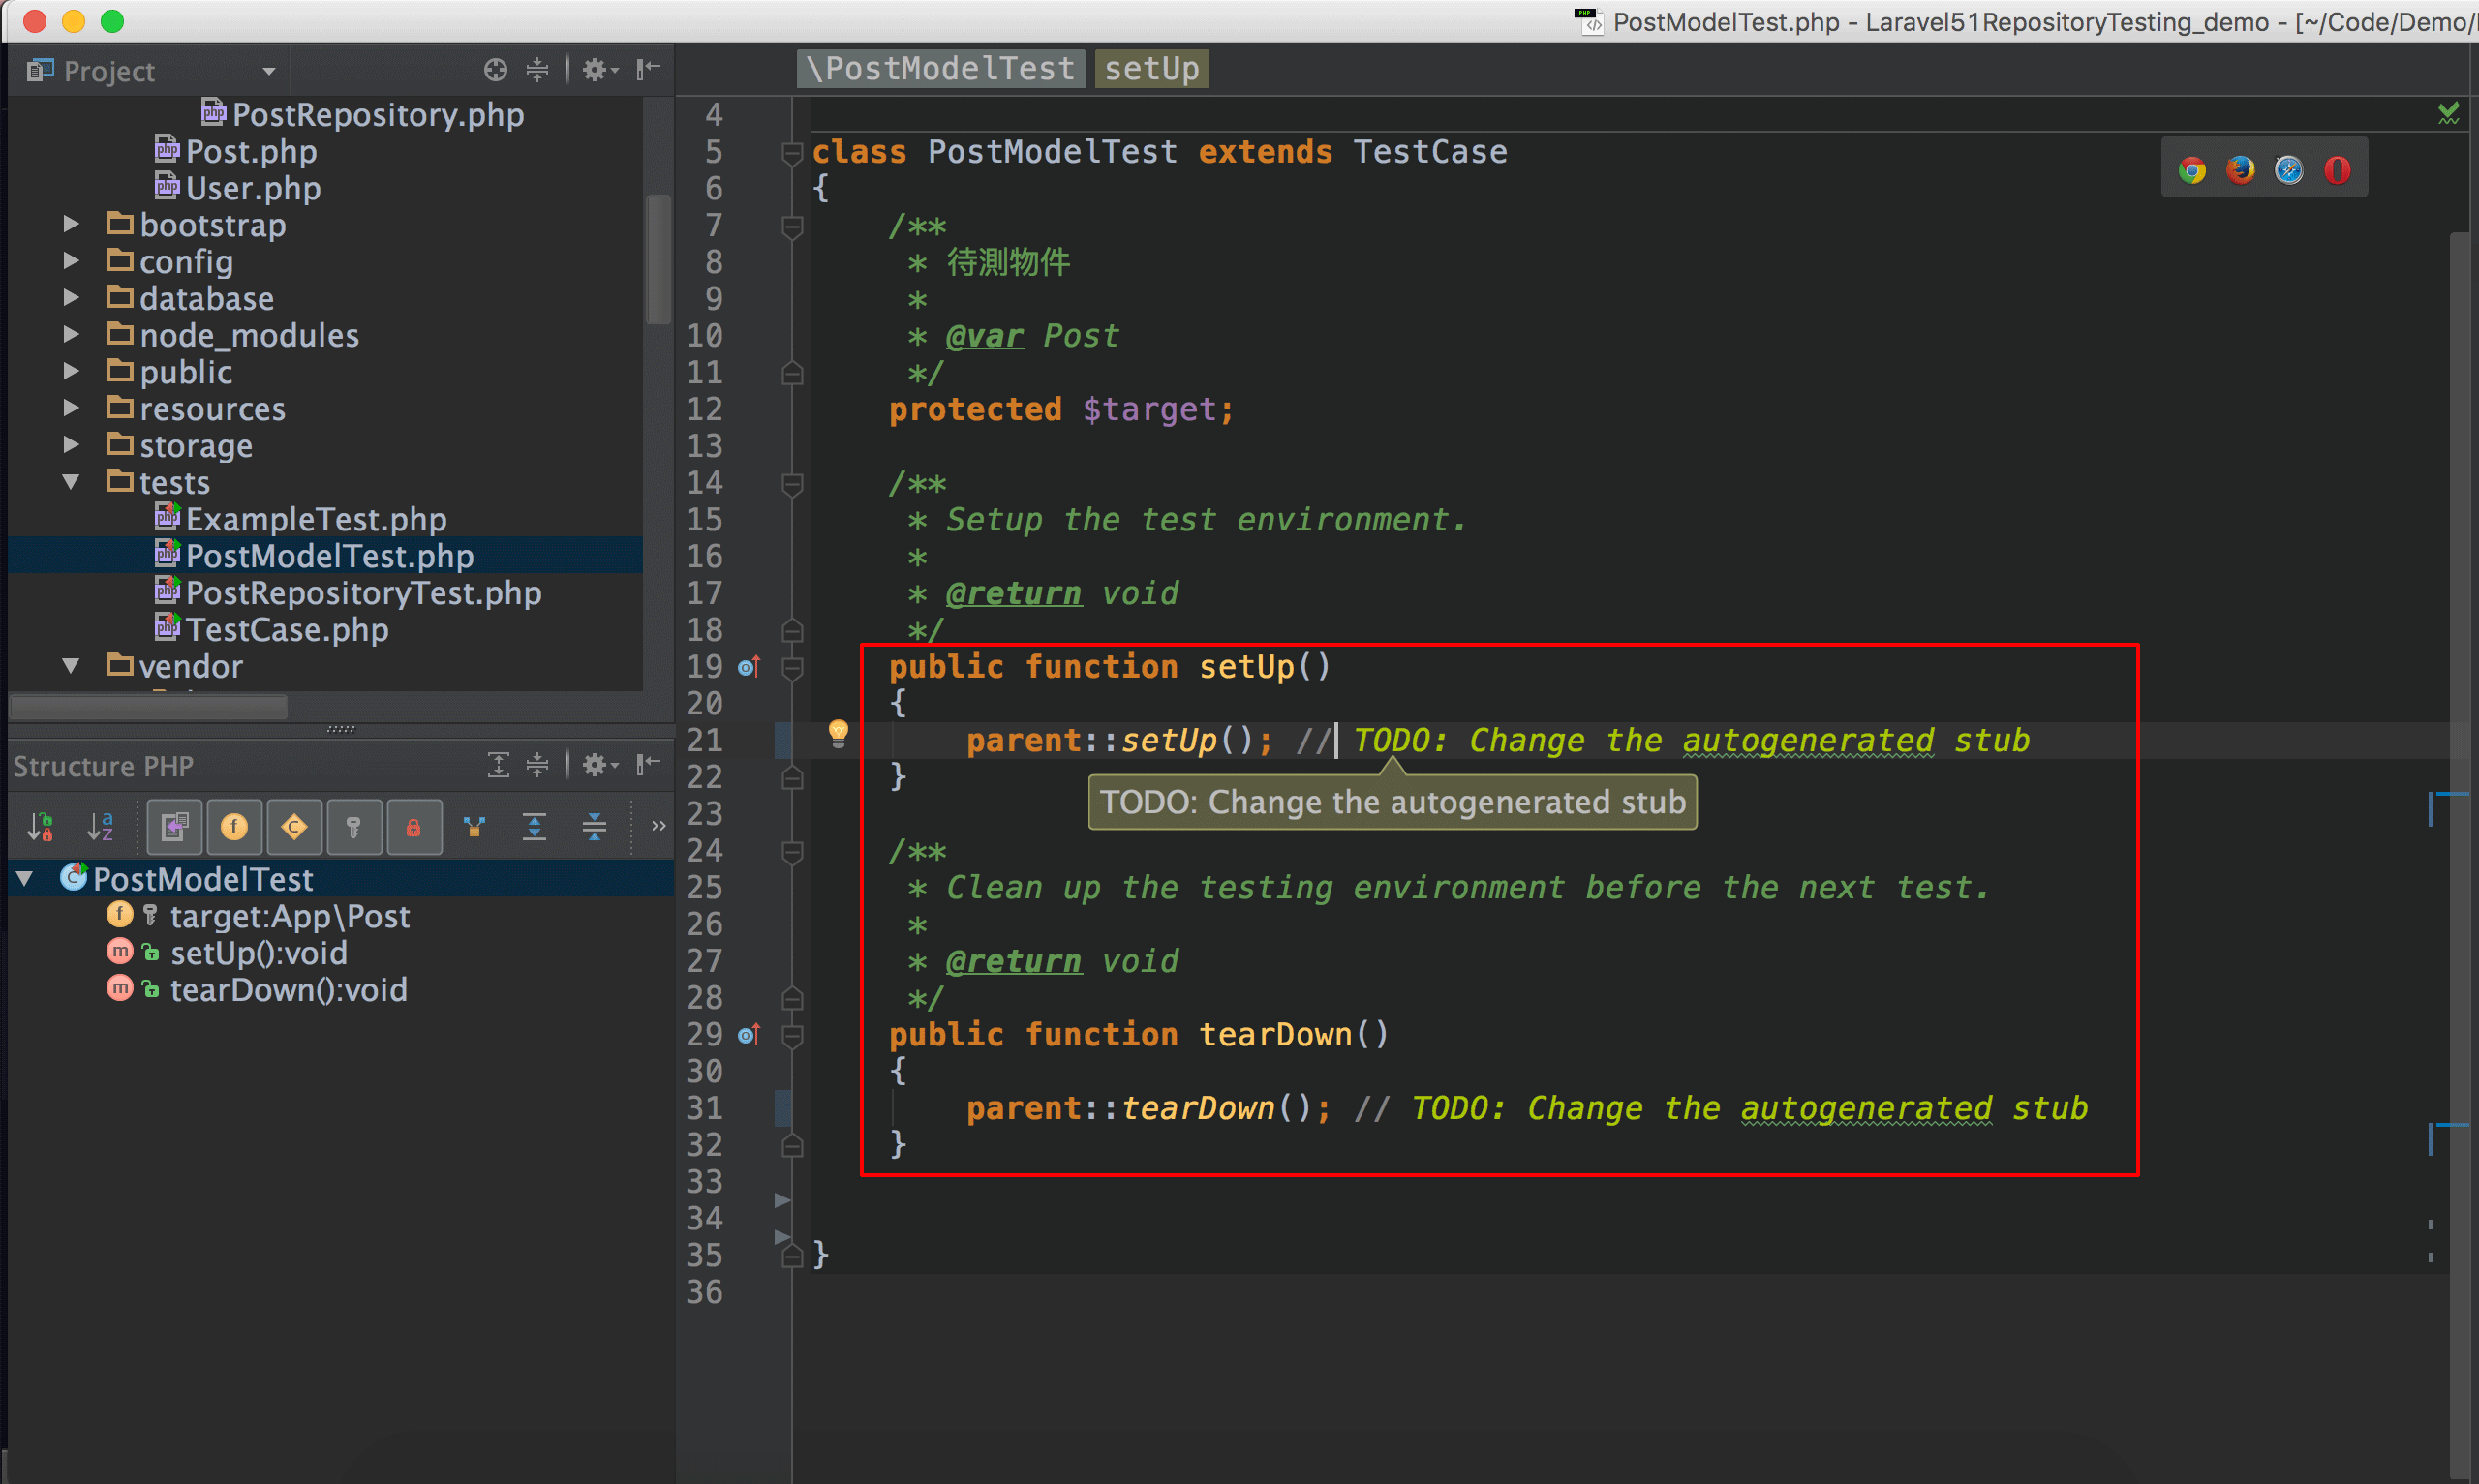 PostModelTest.php - Laravel51RepositoryTesting_demo - [~/Code/Demo/
Project
PostRepository.php
Post.php
User.php
bootstrap
config
database
node_modules
public
resources
storage
tests
ExampleTest.php
PostModelTest.php
PostRepositoryTest.php
TestCase.php
vendor
Structure PHP
PostModelTest
target:App\Post
setUp():void
tearDown():void
\PostModelTest setUp
4
5 class PostModelTest extends TestCase
6 {
7 /**
8 * 待測物件
9 *
10 * @var Post
11 */
12 protected $target;
13
14 /**
15 * Setup the test environment.
16 *
17 * @return void
18 */
19 public function setUp()
20 {
21 parent::setUp(); // TODO: Change the autogenerated stub
22 }
TODO: Change the autogenerated stub
23
24 /**
25 * Clean up the testing environment before the next test.
26 *
27 * @return void
28 */
29 public function tearDown()
30 {
31 parent::tearDown(); // TODO: Change the autogenerated stub
32 }
33
34
35 }
36